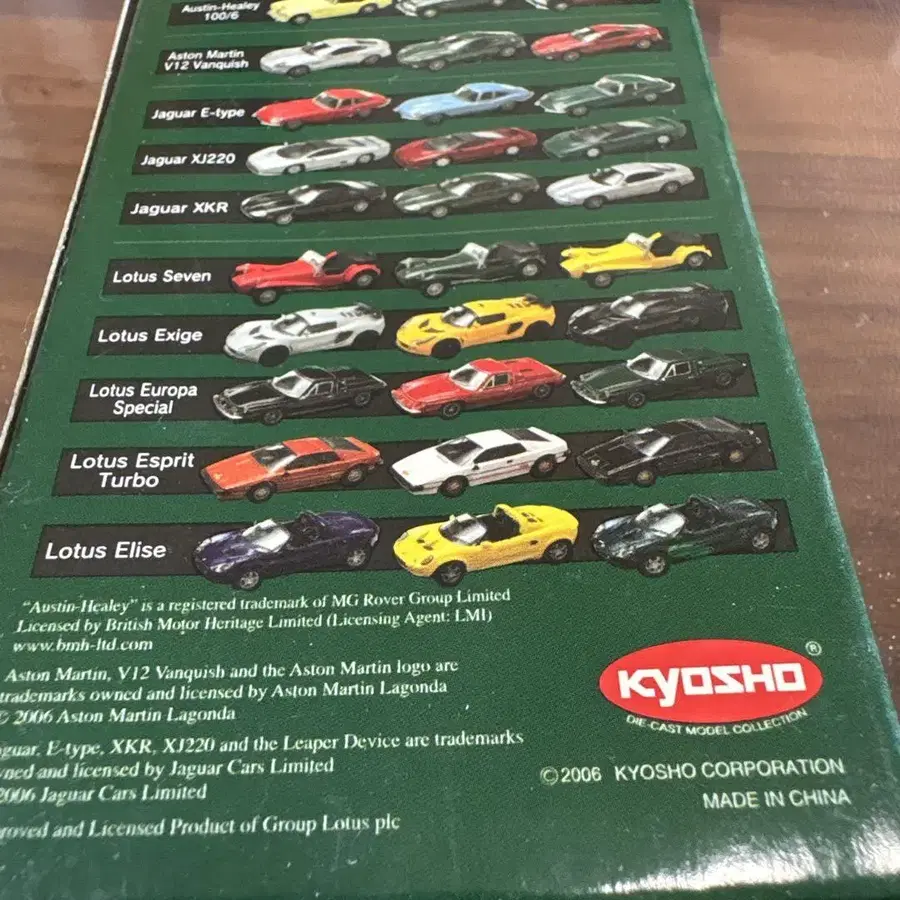 Austin-Healey
100/6
Aston Martin
V12 Vanquish
Jaguar E-type
Jaguar XJ220
Jaguar XKR
Lotus Seven
Lotus Exige
Lotus Europa
Special
Lotus Esprit
Turbo
Lotus Elise
"Austin-Healey" is a registered trademark of MG Rover Group Limited
Licensed by British Motor Heritage Limited (Licensing Agent: LMI)
www.bmh-ltd.com
Aston Martin, V12 Vanquish and the Aston Martin logo are
trademarks owned and licensed by Aston Martin Lagonda
© 2006 Aston Martin Lagonda
guar, E-type, XKR, XJ220 and the Leaper Device are trademarks
ned and licensed by Jaguar Cars Limited
2006 Jaguar Cars Limited
roved and Licensed Product of Group Lotus plc
KYOSHO ®
DIE-CAST MODEL COLLECTION
©2006 KYOSHO CORPORATION
MADE IN CHINA